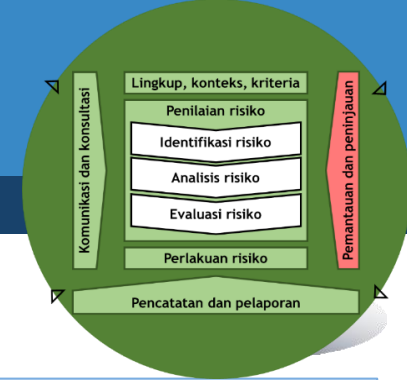 Lingkup, konteks, kriteria
Penilaian risiko
Identifikasi risiko
Analisis risiko
Evaluasi risiko
Perlakuan risiko
Komunikasi dan konsultasi
Pemantauan dan peninjauan
Pencatatan dan pelaporan